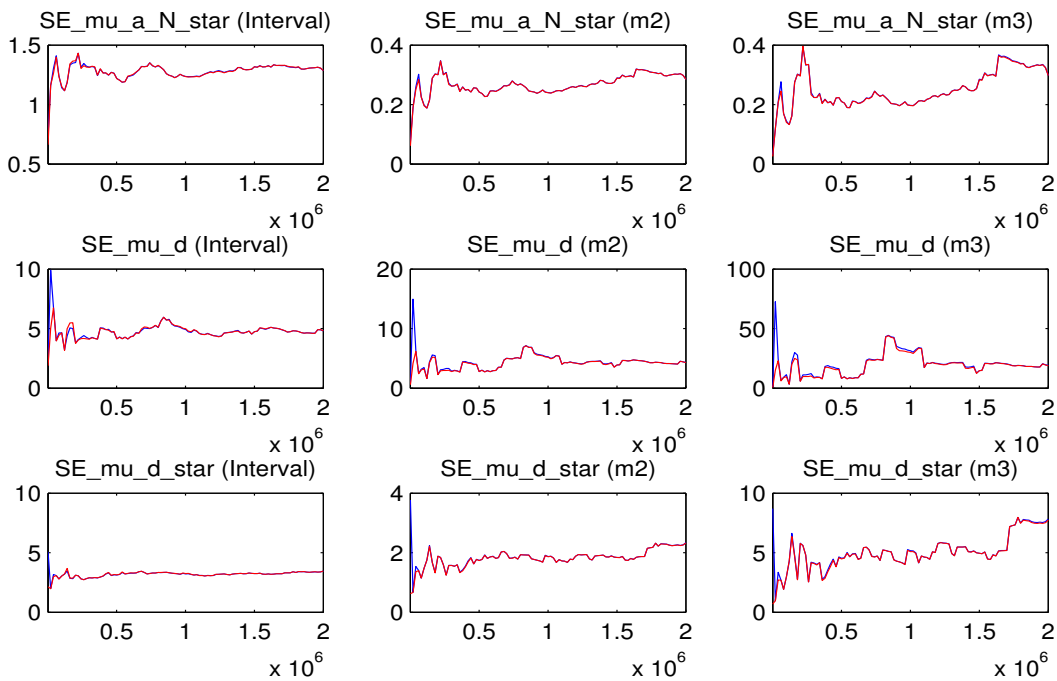 SE_mu_a_N_star (Interval)
1.5
1
0.5
0.5 1 1.5 2
x 10^6
SE_mu_a_N_star (m2)
0.4
0.2
0
0.5 1 1.5 2
x 10^6
SE_mu_a_N_star (m3)
0.4
0.2
0
0.5 1 1.5 2
x 10^6
SE_mu_d (Interval)
10
5
0
0.5 1 1.5 2
x 10^6
SE_mu_d (m2)
20
10
0
0.5 1 1.5 2
x 10^6
SE_mu_d (m3)
100
50
0
0.5 1 1.5 2
x 10^6
SE_mu_d_star (Interval)
10
5
0
0.5 1 1.5 2
x 10^6
SE_mu_d_star (m2)
4
2
0
0.5 1 1.5 2
x 10^6
SE_mu_d_star (m3)
10
5
0
0.5 1 1.5 2
x 10^6